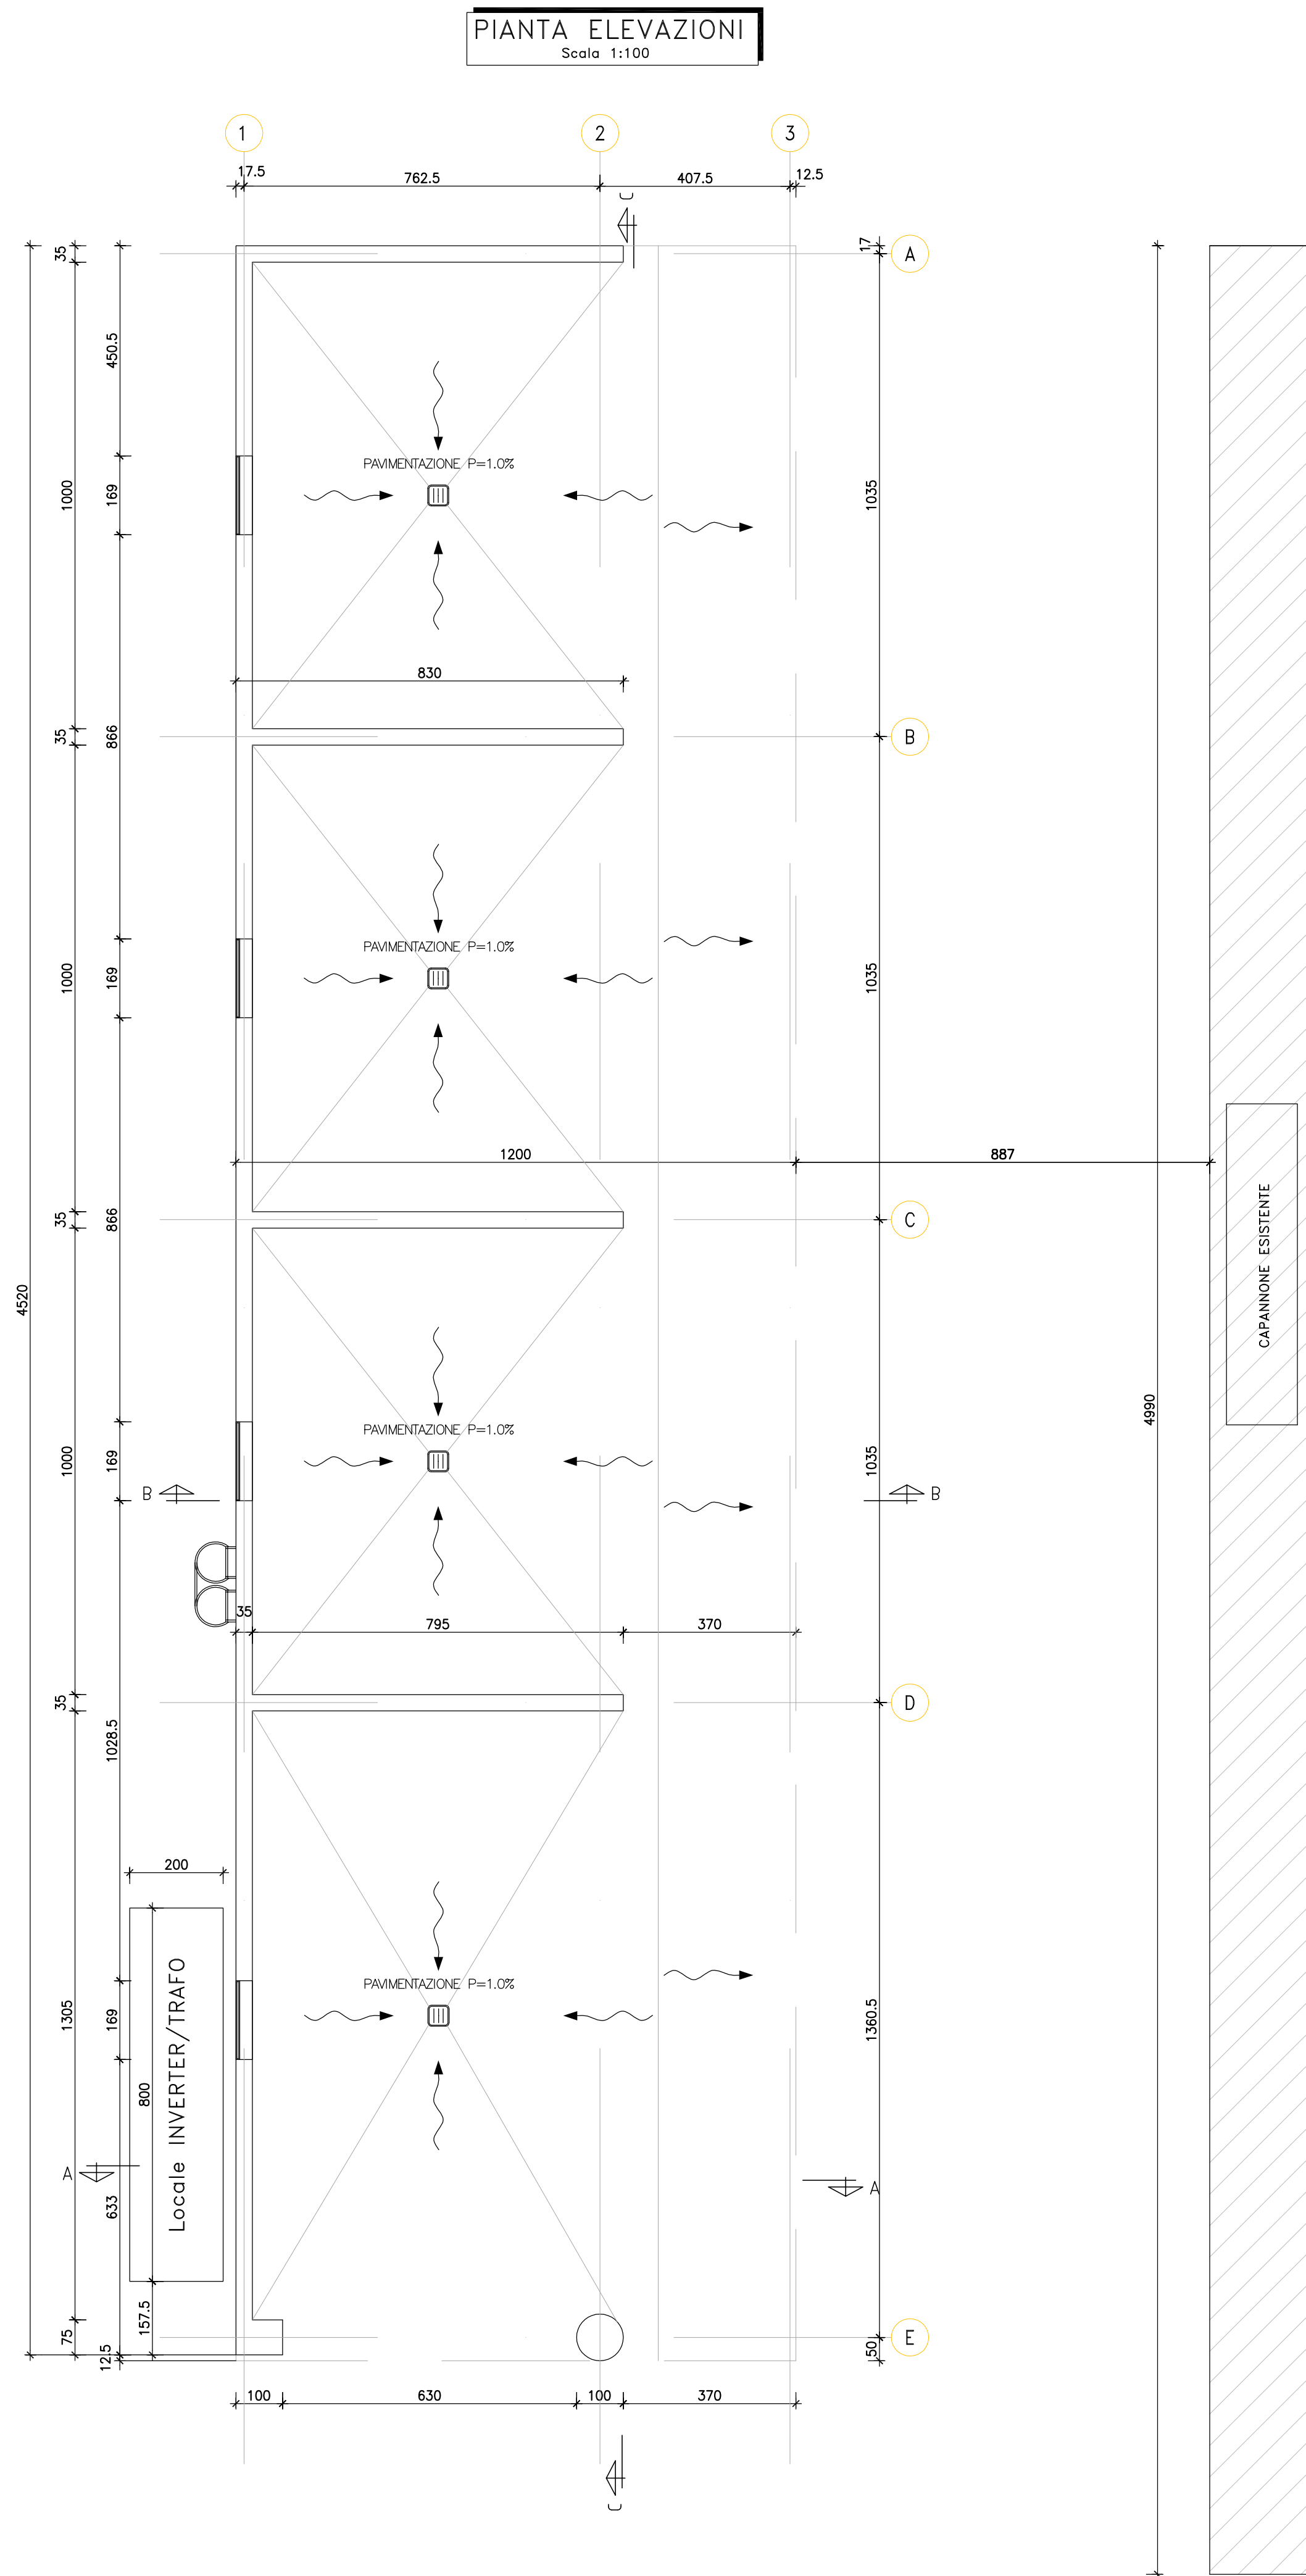 PIANTA ELEVAZIONI
Scala 1:100
1
2
3
17.5
762.5
407.5
12.5
C
35
17
A
450.5
PAVIMENTAZIONE P=1.0%
1000
169
1035
830
35
866
B
PAVIMENTAZIONE P=1.0%
1000
169
1035
1200
887
35
866
C
CAPANNONE ESISTENTE
4520
4990
PAVIMENTAZIONE P=1.0%
1000
169
1035
B
B
35
795
370
35
D
1028.5
200
PAVIMENTAZIONE P=1.0%
Locale INVERTER/TRAFO
1305
169
1360.5
800
A
A
633
157.5
75
12.5
E
50
100
630
100
370
C